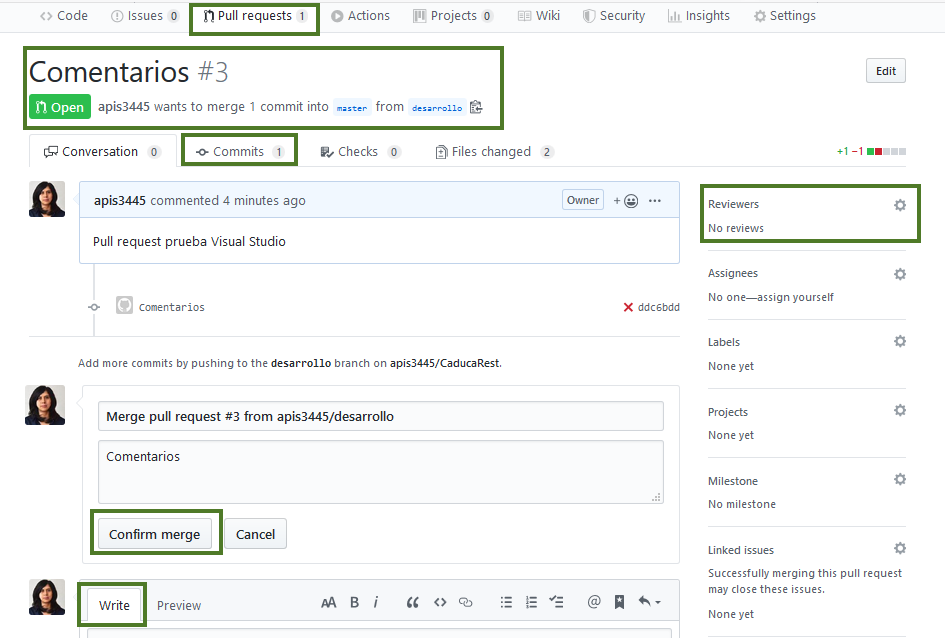 Code Issues 0 Pull requests 1 Actions Projects 0 Wiki Security Insights Settings
Comentarios #3
Edit
Open apis3445 wants to merge 1 commit into master from desarrollo
Conversation 0 Commits 1 Checks 0 Files changed 2 +1 −1
apis3445 commented 4 minutes ago Owner + ...
Pull request prueba Visual Studio
Comentarios ddc6bdd
Add more commits by pushing to the desarrollo branch on apis3445/CaducaRest.
Merge pull request #3 from apis3445/desarrollo
Comentarios
Confirm merge Cancel
Write Preview AA B i “ <> @
Reviewers
No reviews
Assignees
No one—assign yourself
Labels
None yet
Projects
None yet
Milestone
No milestone
Linked issues
Successfully merging this pull request
may close these issues.
None yet